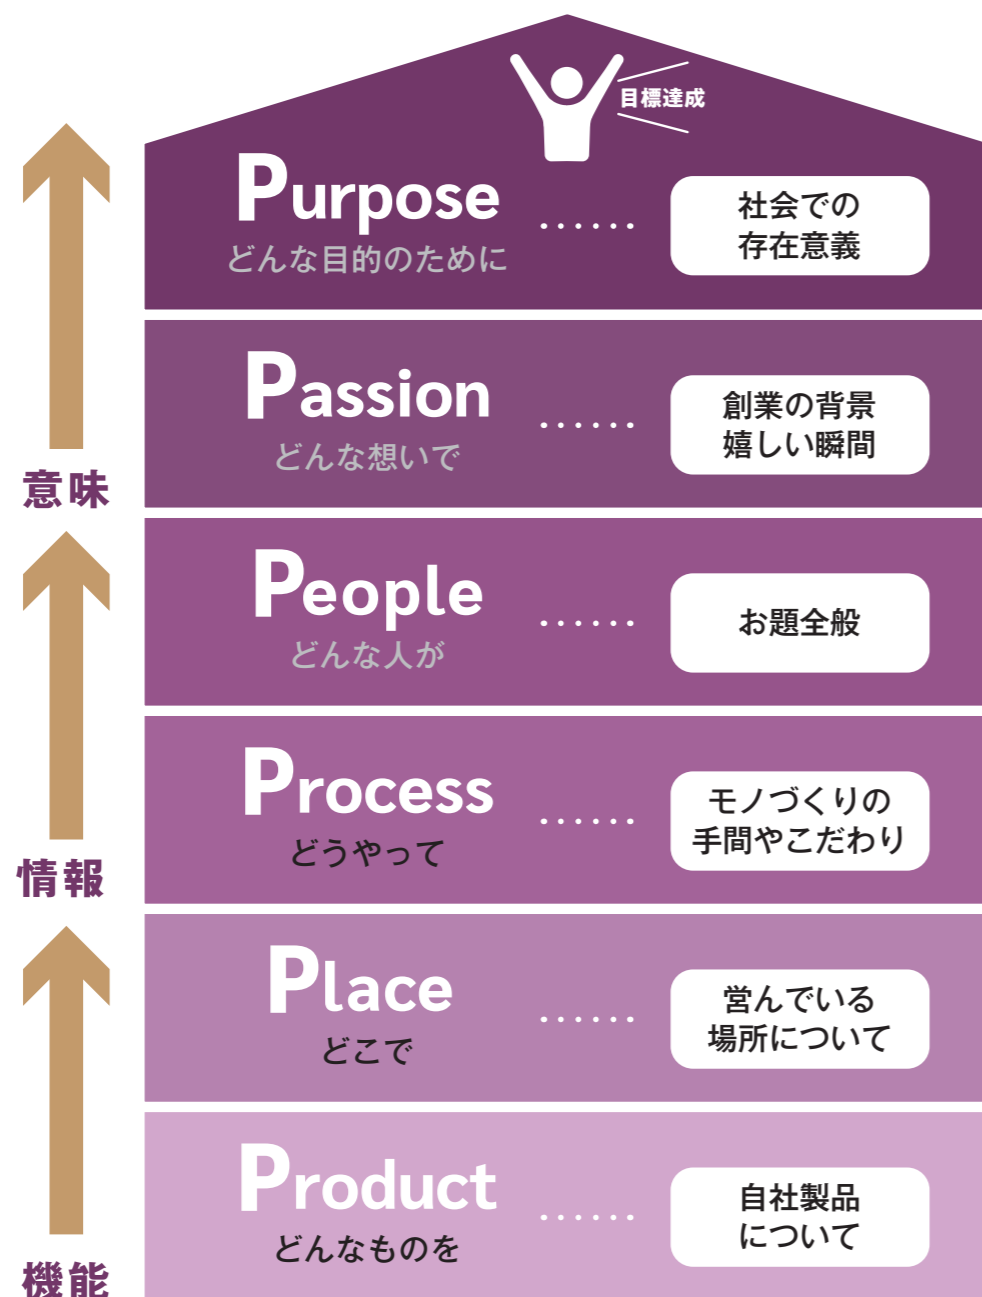 目標達成
Purpose
どんな目的のために
社会での
存在意義
Passion
どんな想いで
創業の背景
嬉しい瞬間
意味
People
どんな人が
お題全般
Process
どうやって
モノづくりの
手間やこだわり
情報
Place
どこで
営んでいる
場所について
Product
どんなものを
自社製品
について
機能